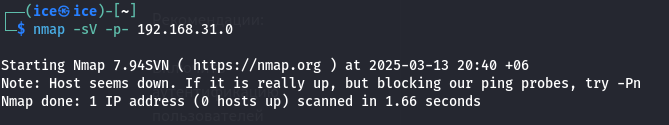 (ice㉿ice)-[~]
$ nmap -sV -p- 192.168.31.0
Starting Nmap 7.94SVN ( https://nmap.org ) at 2025-03-13 20:40 +06
Note: Host seems down. If it is really up, but blocking our ping probes, try -Pn
Nmap done: 1 IP address (0 hosts up) scanned in 1.66 seconds
пользователей